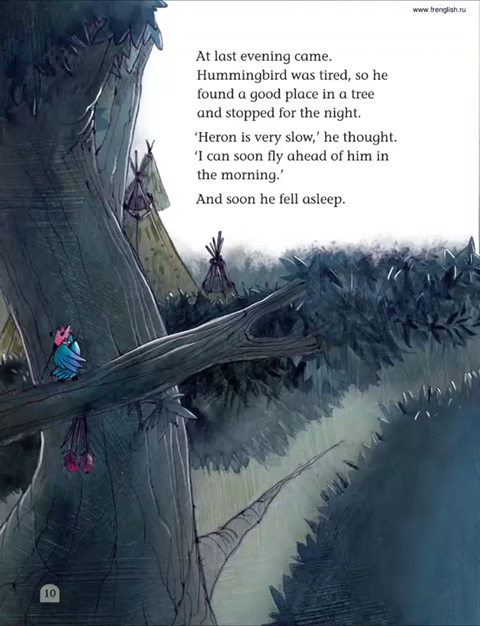 www.frenglish.ru
At last evening came.
Hummingbird was tired, so he
found a good place in a tree
and stopped for the night.
‘Heron is very slow,’ he thought.
‘I can soon fly ahead of him in
the morning.’
And soon he fell asleep.
10